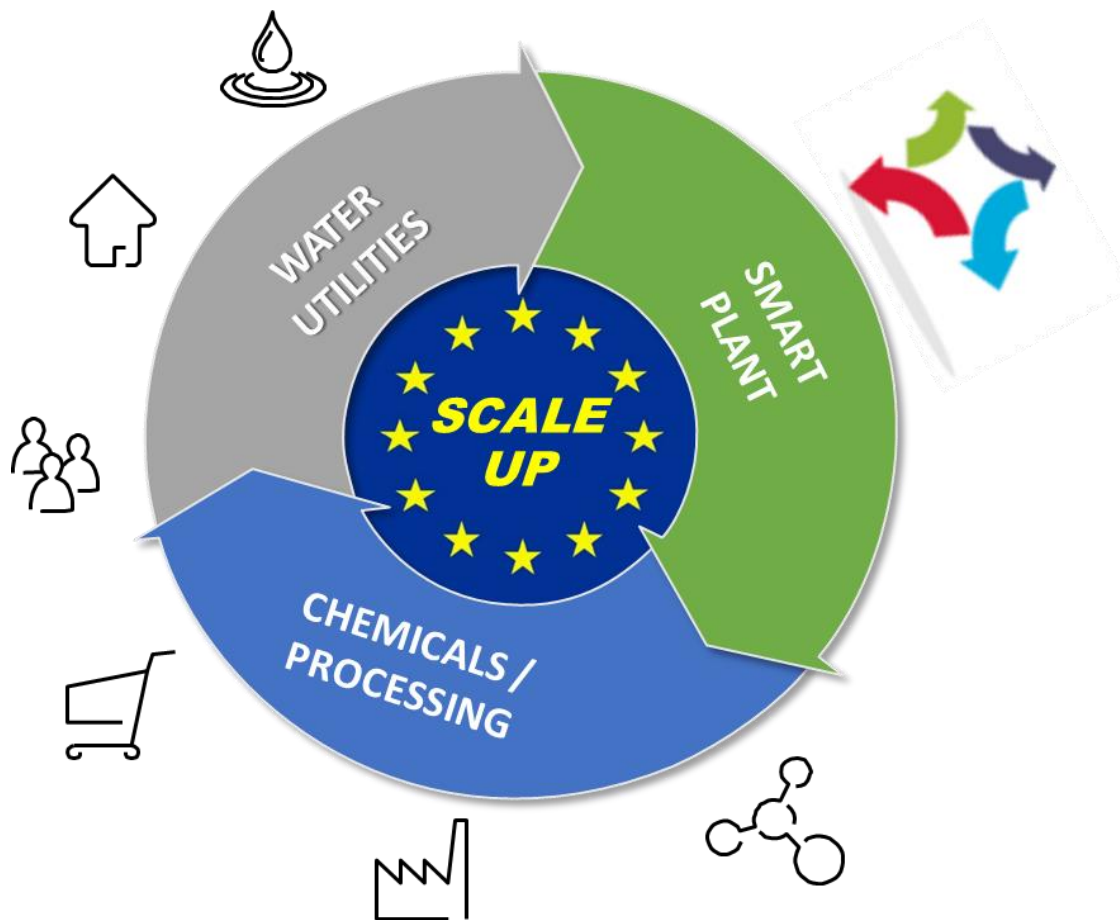 WATER
UTILITIES
SMART
PLANT
SCALE
UP
CHEMICALS /
PROCESSING